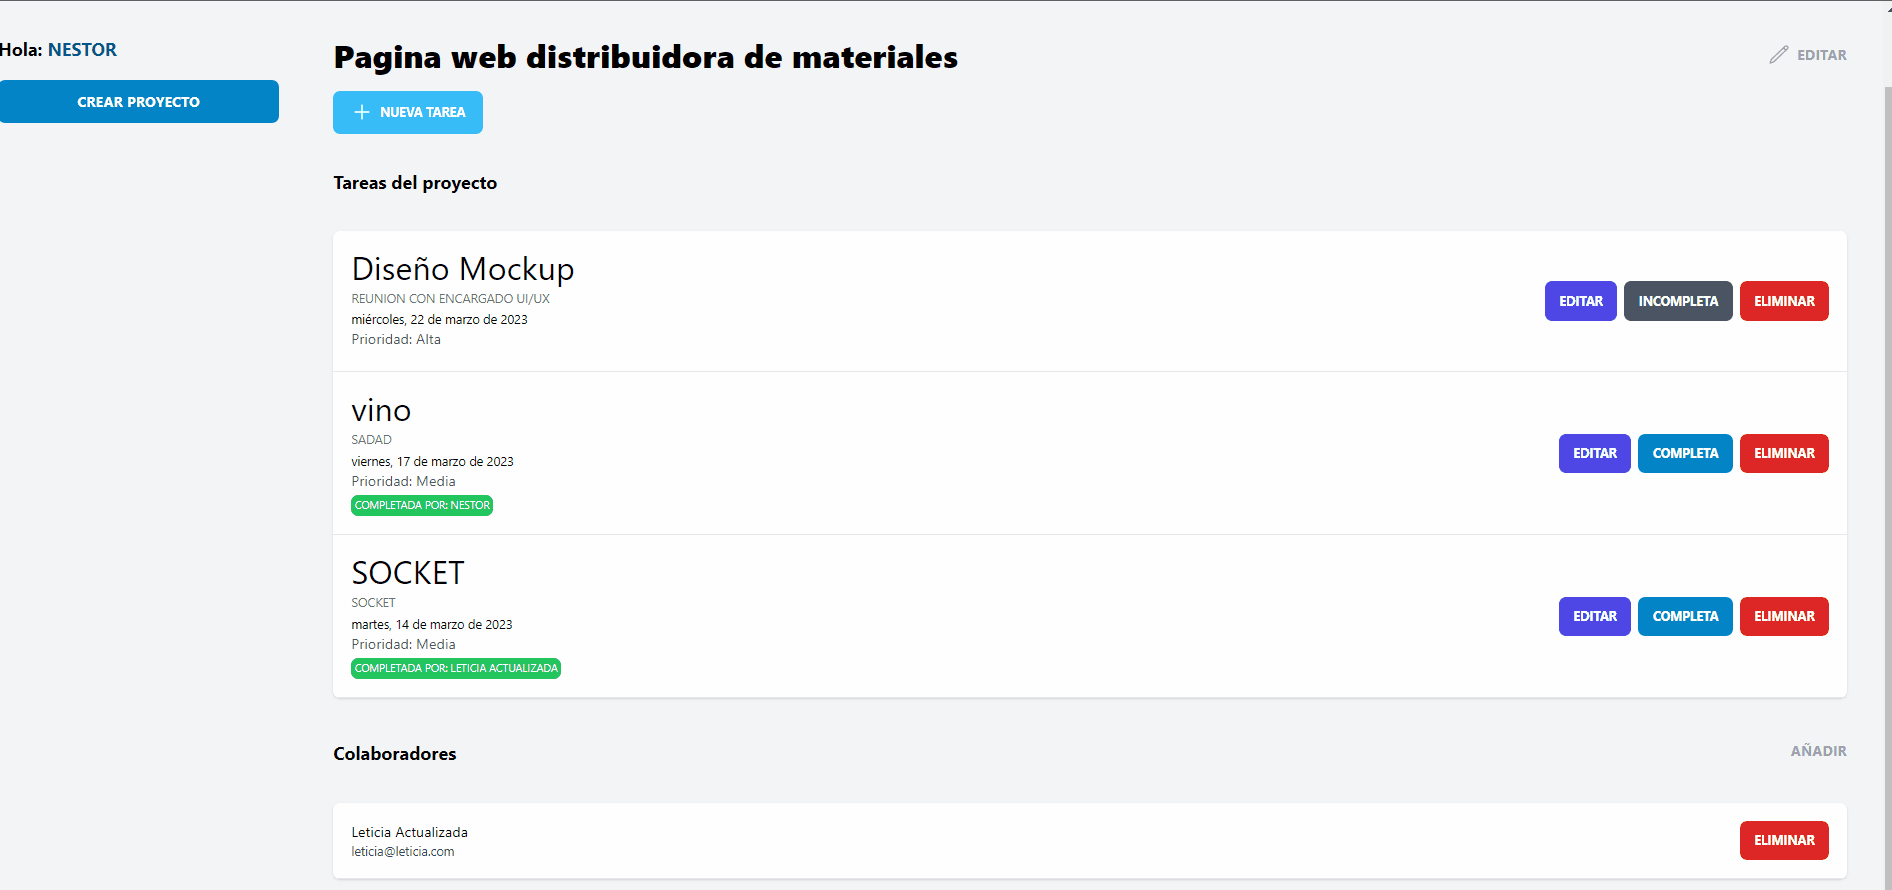 Hola: NESTOR
CREAR PROYECTO
Pagina web distribuidora de materiales
EDITAR
NUEVA TAREA
Tareas del proyecto
Diseño Mockup
REUNION CON ENCARGADO UI/UX
miércoles, 22 de marzo de 2023
Prioridad: Alta
EDITAR INCOMPLETA ELIMINAR
vino
SADAD
viernes, 17 de marzo de 2023
Prioridad: Media
COMPLETADA POR: NESTOR
EDITAR COMPLETA ELIMINAR
SOCKET
SOCKET
martes, 14 de marzo de 2023
Prioridad: Media
COMPLETADA POR: LETICIA ACTUALIZADA
EDITAR COMPLETA ELIMINAR
Colaboradores
AÑADIR
Leticia Actualizada
leticia@leticia.com
ELIMINAR